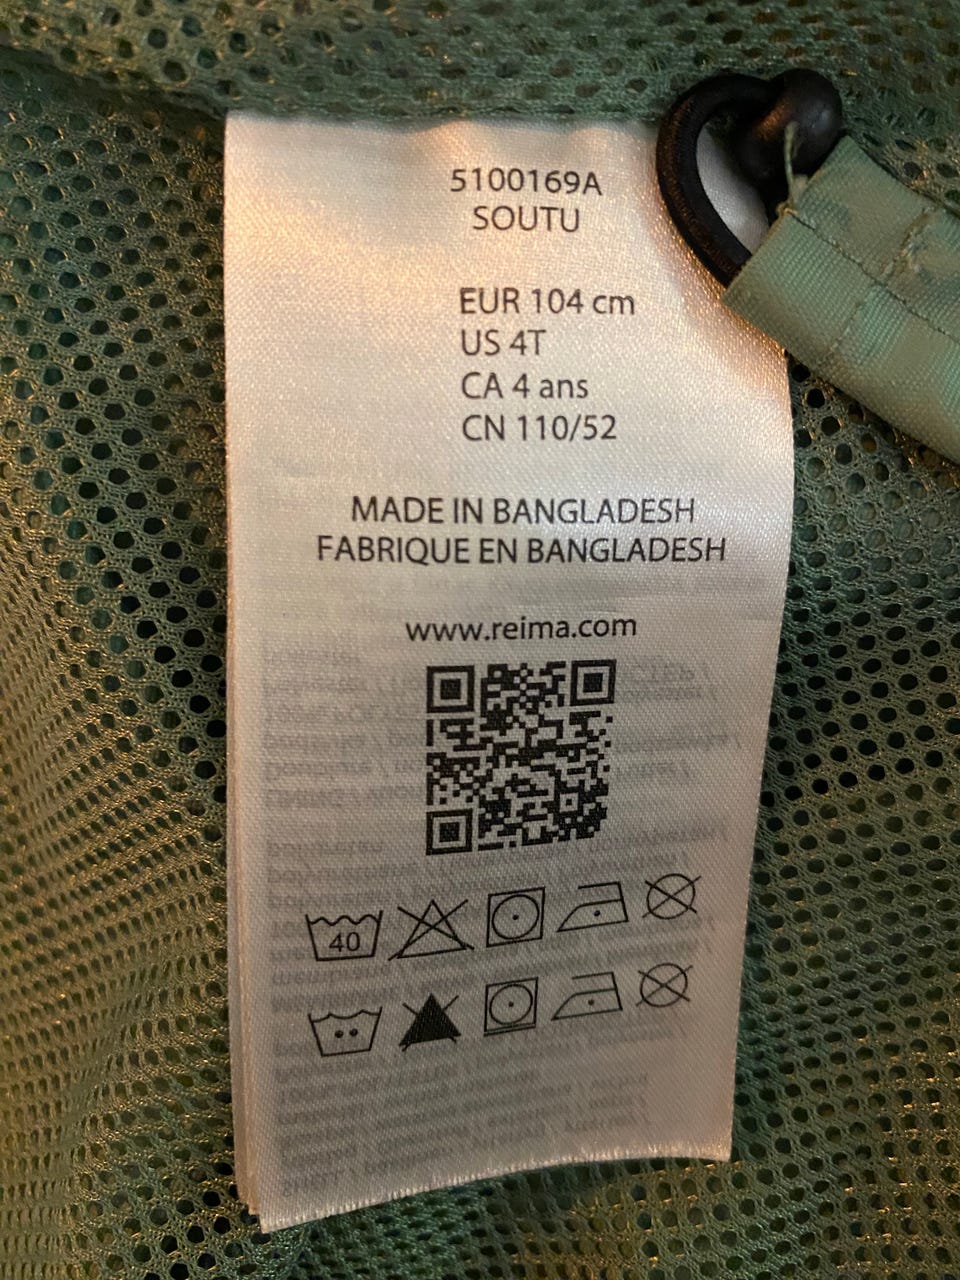 5100169A
SOUTU
EUR 104 cm
US 4T
CA 4 ans
CN 110/52
MADE IN BANGLADESH
FABRIQUE EN BANGLADESH
www.reima.com
40